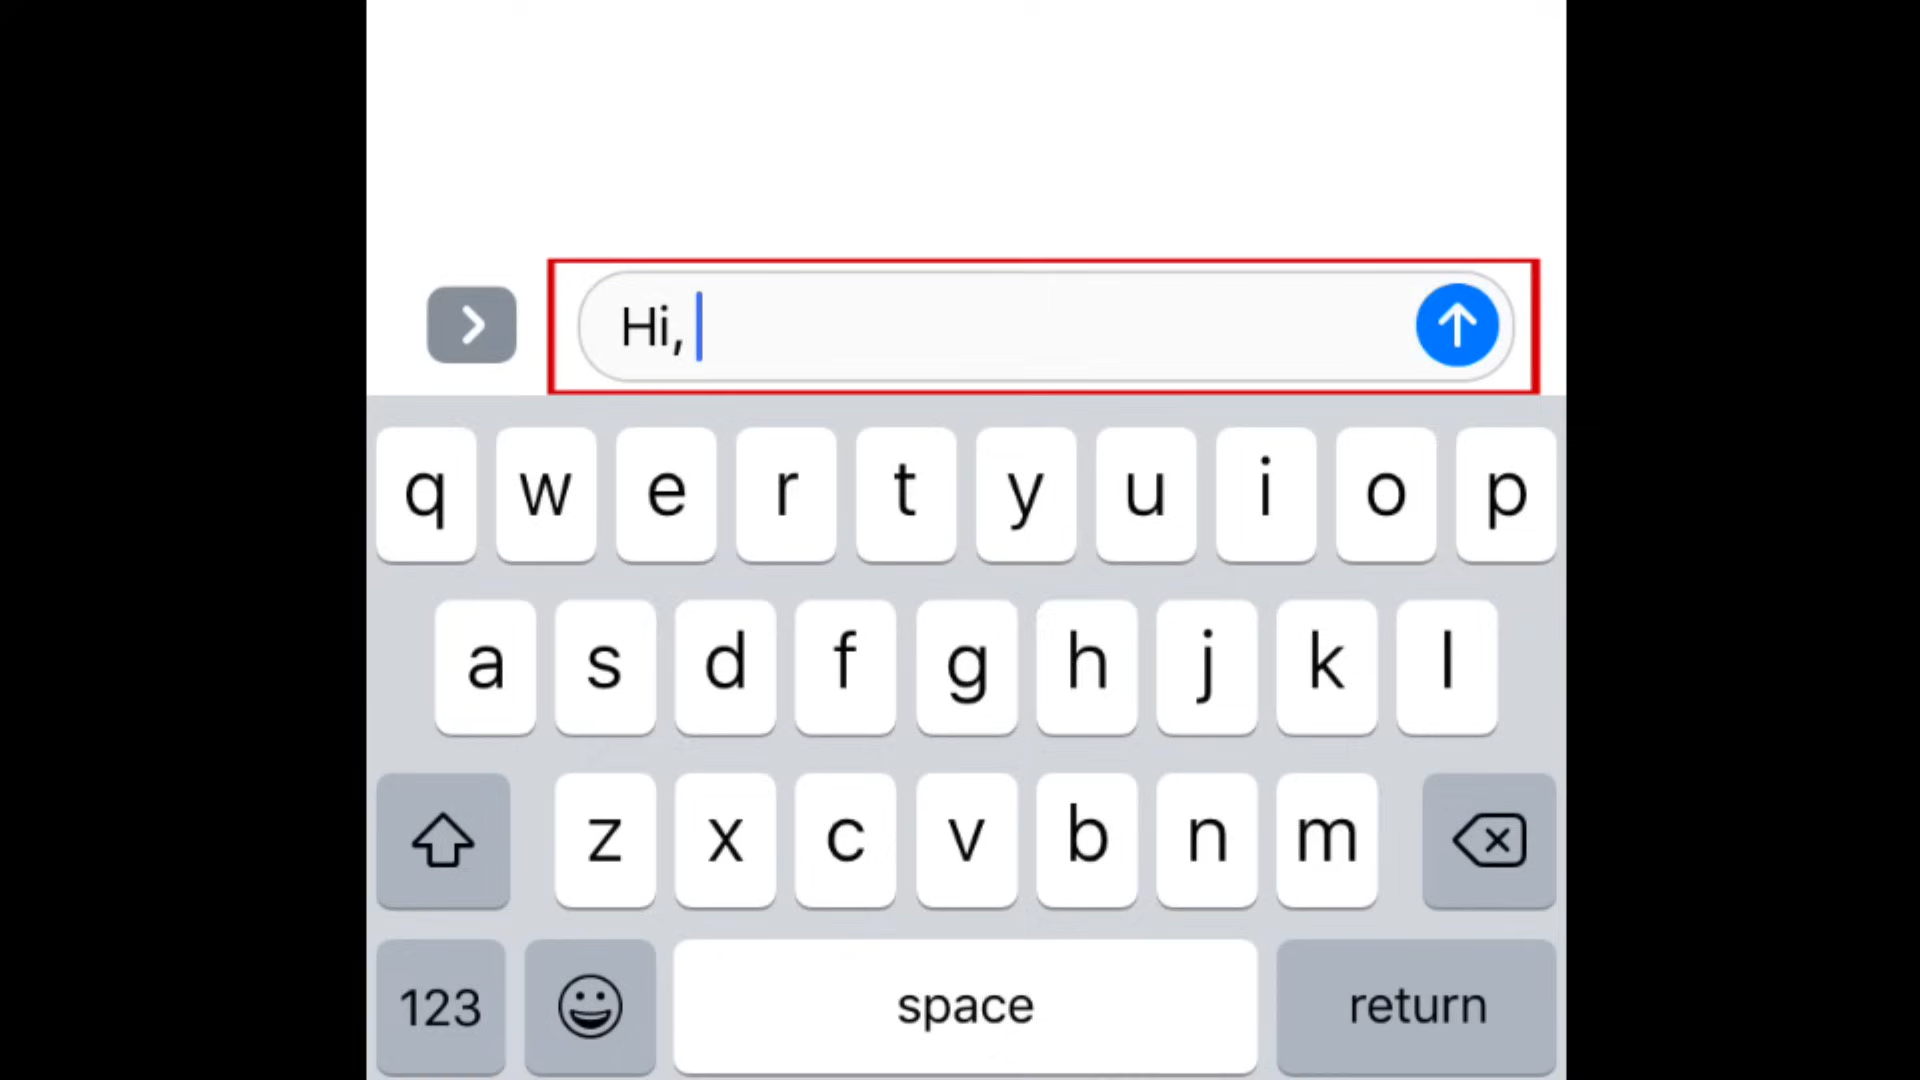 Hi,
q w e r t y u i o p
a s d f g h j k l
z x c v b n m
123 space return